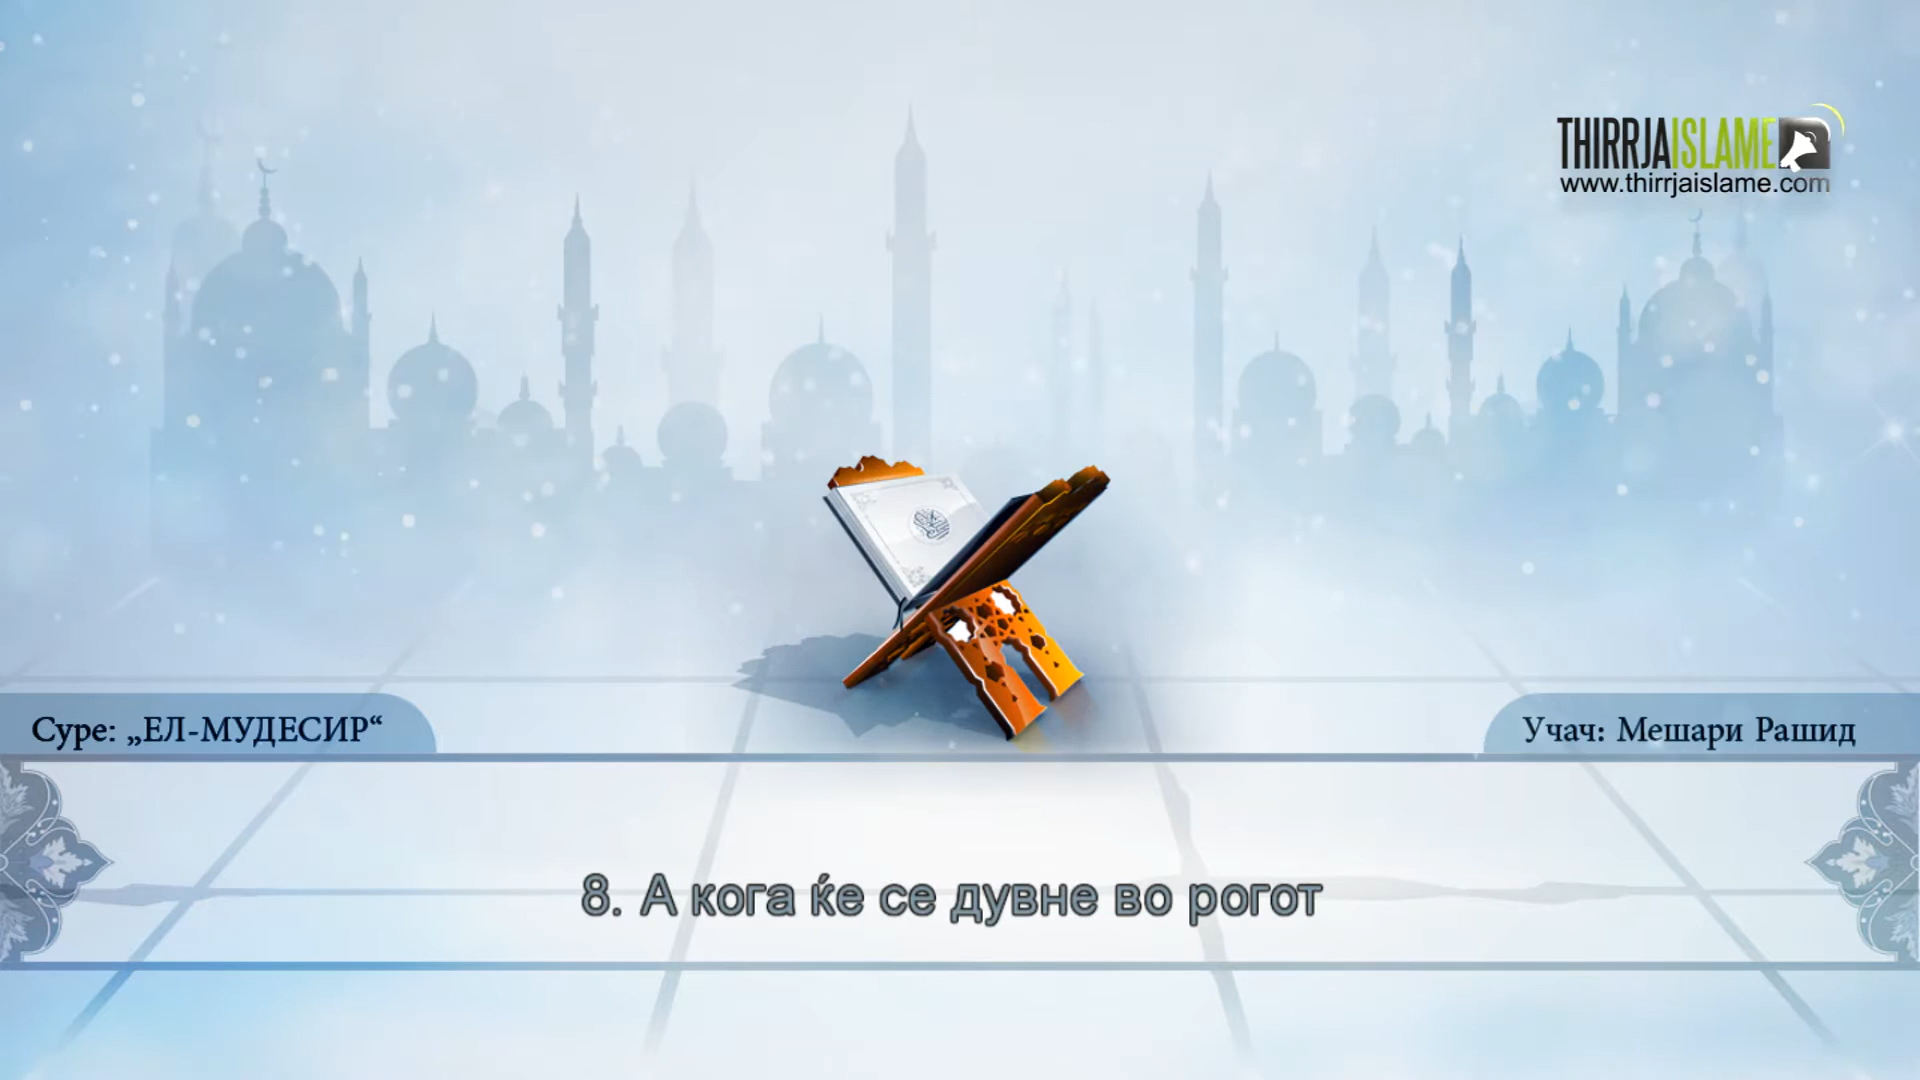 THIRRJAISLAME
www.thirrjaislame.com
Суре: „ЕЛ-МУДЕСИР“
Учач: Мешари Рашид
8. А кога ќе се дувне во рогот